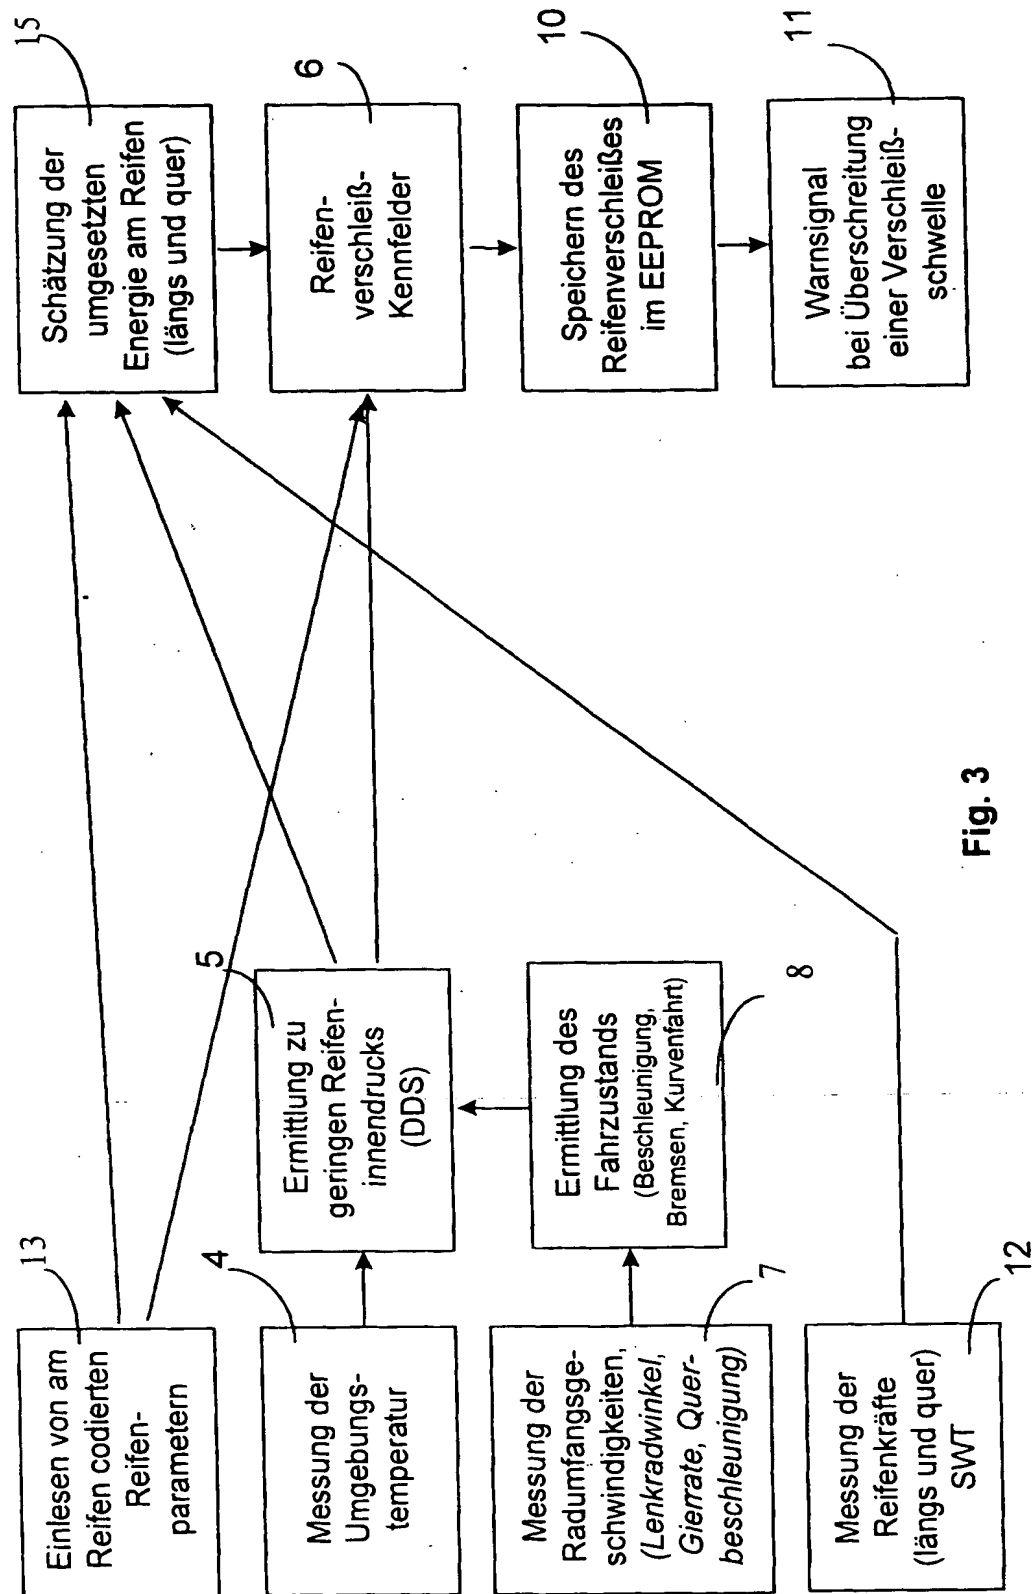 13
Einlesen von am
Reifen codierten
Reifen-
parametern
4
Messung der
Umgebungs-
temperatur
7
Messung der
Radumfangsge-
schwindigkeiten,
(Lenkradwinkel,
Gierrate, Quer-
beschleunigung)
12
Messung der
Reifenkräfte
(längs und quer)
SWT
5
Ermittlung zu
geringen Reifen-
innendrucks
(DDS)
8
Ermittlung des
Fahrzustands
(Beschleunigung,
Bremsen, Kurvenfahrt)
15
Schätzung der
umgesetzten
Energie am Reifen
(längs und quer)
6
Reifen-
verschleiß-
Kennfelder
10
Speichern des
Reifenverschleißes
im EEPROM
11
Warnsignal
bei Überschreitung
einer Verschleiß-
schwelle
Fig. 3